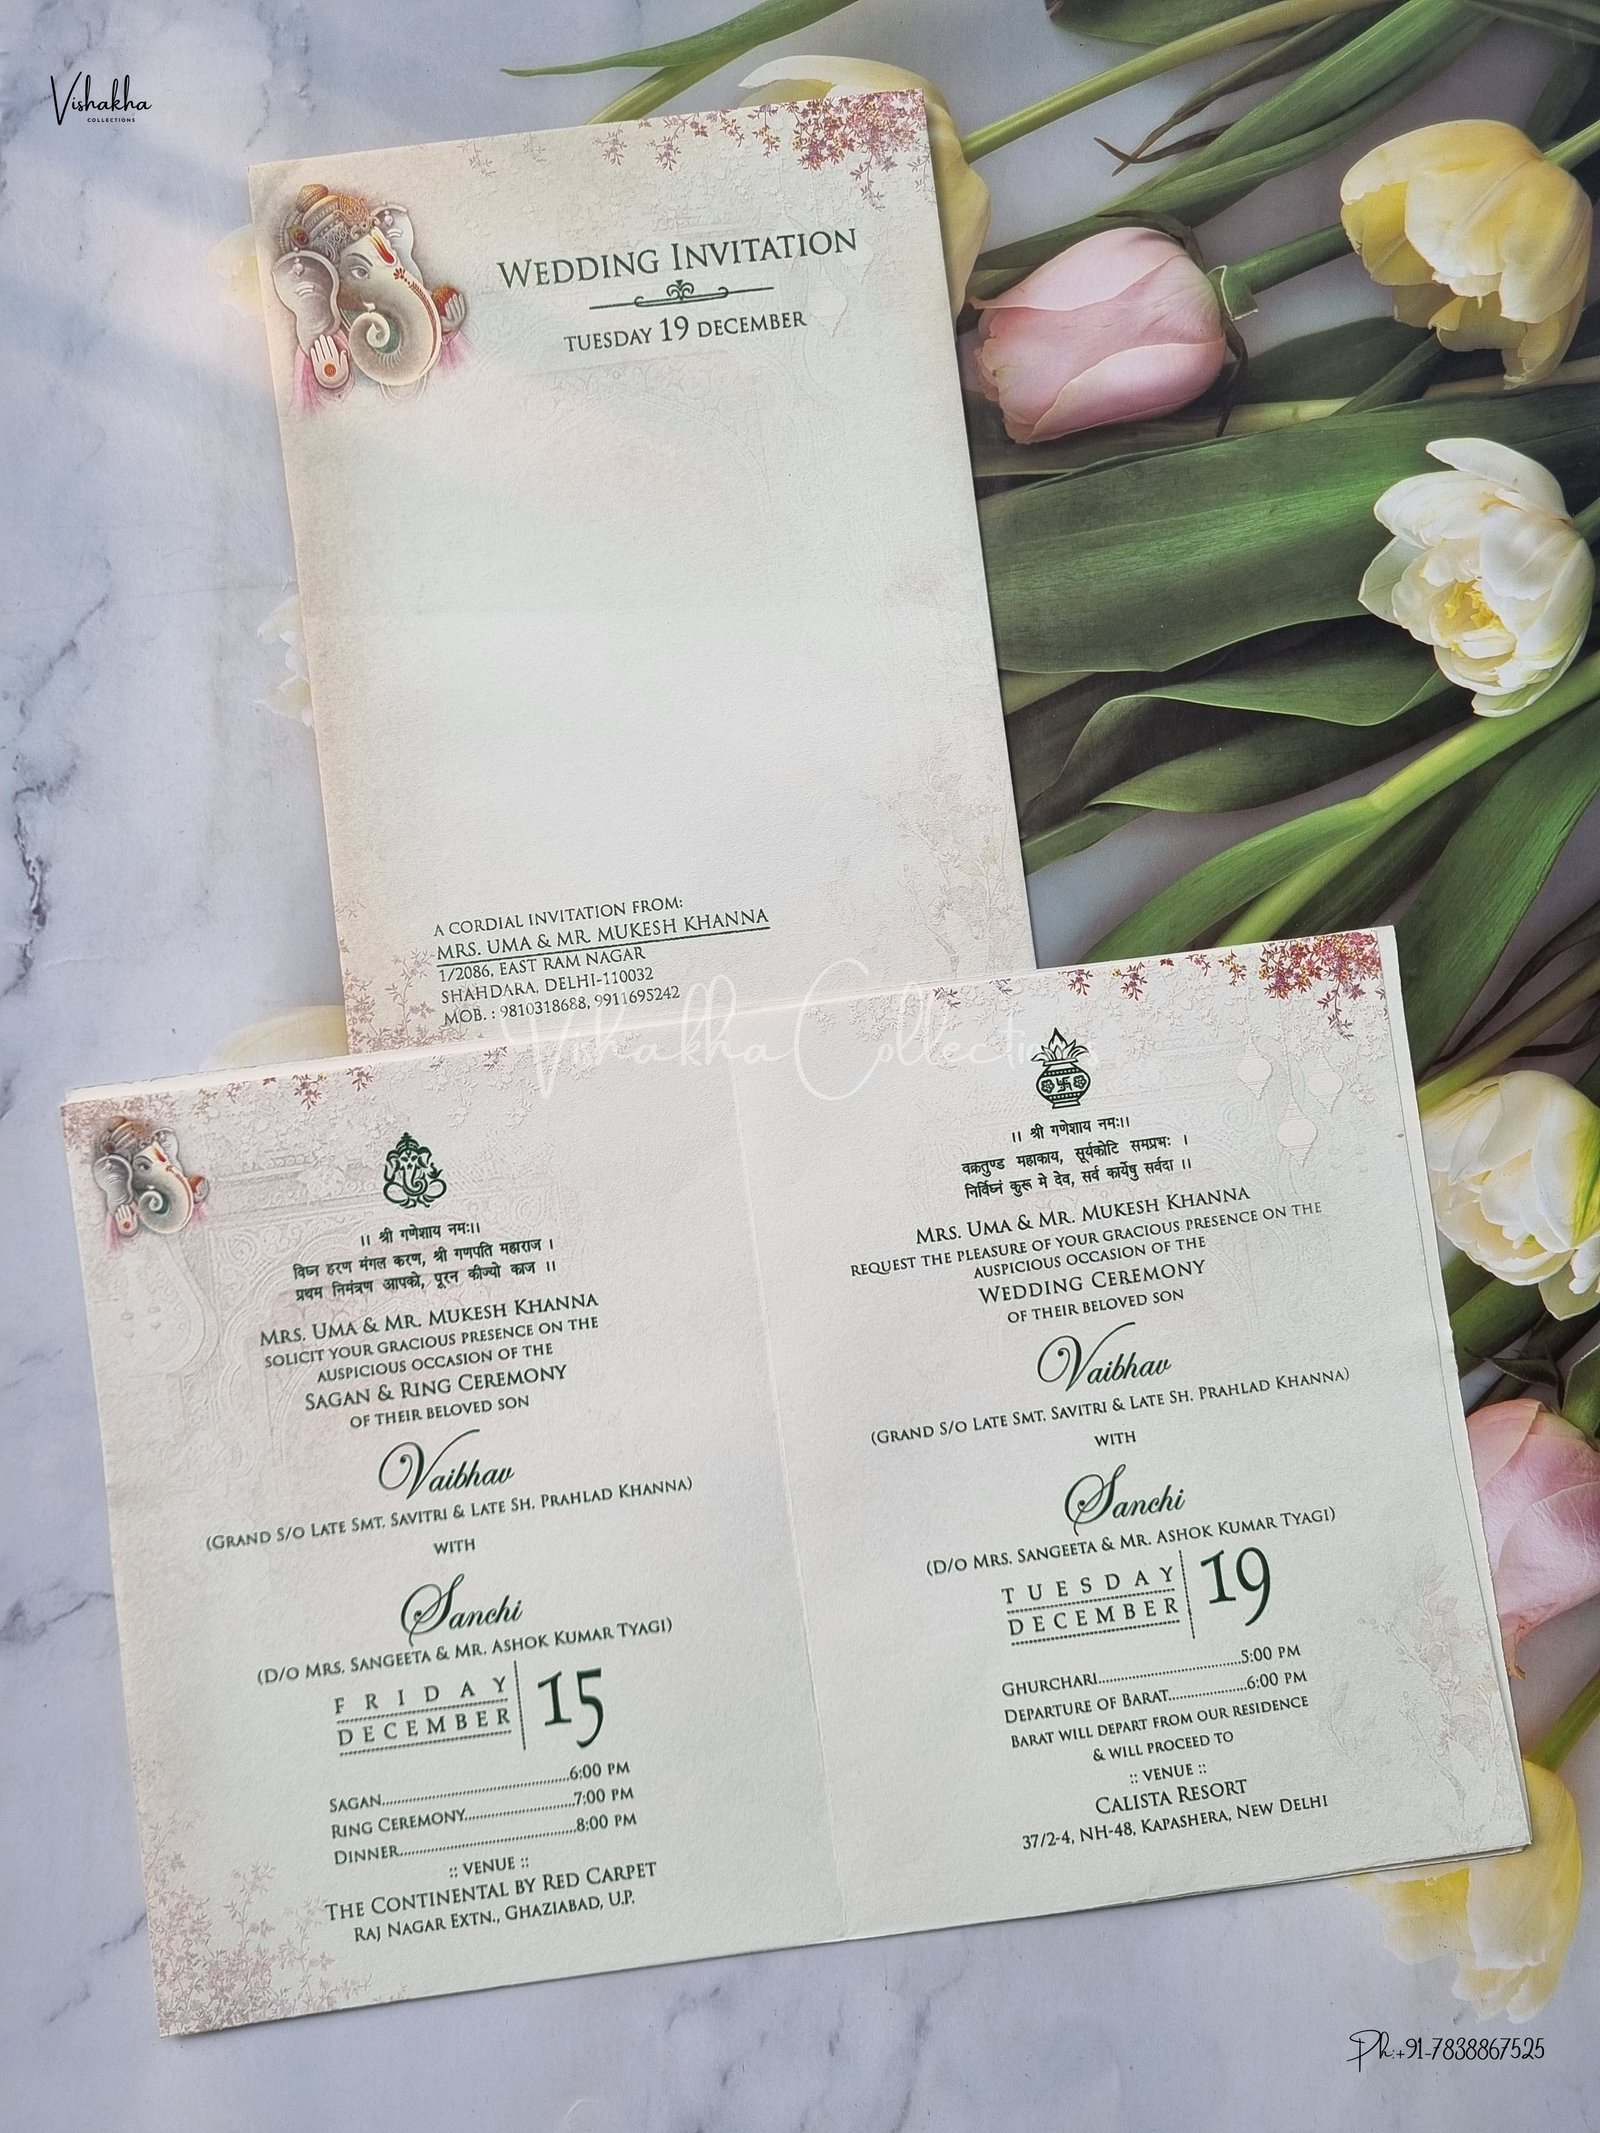 Vishakha
COLLECTIONS
WEDDING INVITATION
TUESDAY 19 DECEMBER
A CORDIAL INVITATION FROM:
MRS. UMA & MR. MUKESH KHANNA
1/2086, EAST RAM NAGAR
SHAHDARA, DELHI-110032
MOB. : 9810318688, 9911695242
Vishakha Collections
।। श्री गणेशाय नमः।।
विघ्न हरण मंगल करण, श्री गणपति महाराज ।
प्रथम निमंत्रण आपको, पूरन कीज्यो काज ।।
MRS. UMA & MR. MUKESH KHANNA
SOLICIT YOUR GRACIOUS PRESENCE ON THE
AUSPICIOUS OCCASION OF THE
SAGAN & RING CEREMONY
OF THEIR BELOVED SON
Vaibhav
(GRAND S/O LATE SMT. SAVITRI & LATE SH. PRAHLAD KHANNA)
WITH
Sanchi
(D/O MRS. SANGEETA & MR. ASHOK KUMAR TYAGI)
FRIDAY
DECEMBER
15
SAGAN........................................6:00 PM
RING CEREMONY.......................7:00 PM
DINNER.....................................8:00 PM
:: VENUE ::
THE CONTINENTAL BY RED CARPET
RAJ NAGAR EXTN., GHAZIABAD, U.P.
।। श्री गणेशाय नमः।।
वक्रतुण्ड महाकाय, सूर्यकोटि समप्रभः ।
निर्विघ्नं कुरू मे देव, सर्व कार्येषु सर्वदा ।।
MRS. UMA & MR. MUKESH KHANNA
REQUEST THE PLEASURE OF YOUR GRACIOUS PRESENCE ON THE
AUSPICIOUS OCCASION OF THE
WEDDING CEREMONY
OF THEIR BELOVED SON
Vaibhav
(GRAND S/O LATE SMT. SAVITRI & LATE SH. PRAHLAD KHANNA)
WITH
Sanchi
(D/O MRS. SANGEETA & MR. ASHOK KUMAR TYAGI)
TUESDAY
DECEMBER
19
GHURCHARI..............................5:00 PM
DEPARTURE OF BARAT.................6:00 PM
BARAT WILL DEPART FROM OUR RESIDENCE
& WILL PROCEED TO
:: VENUE ::
CALISTA RESORT
37/2-4, NH-48, KAPASHERA, NEW DELHI
Ph:+91-7838867525